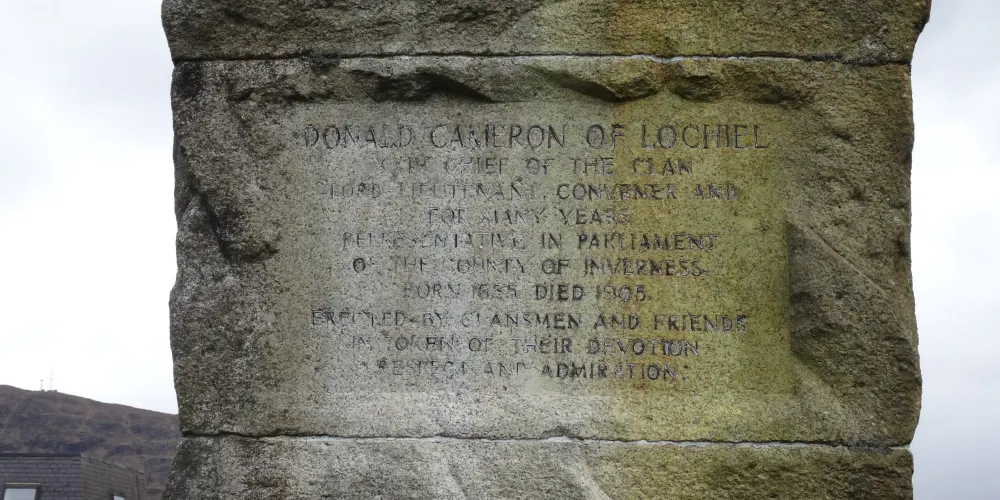 DONALD CAMERON OF LOCHIEL
CHIEF OF THE CLAN
LORD-LIEUTENANT, CONVENER AND
FOR MANY YEARS
REPRESENTATIVE IN PARLIAMENT
OF THE COUNTY OF INVERNESS
BORN 1835 DIED 1905.
ERECTED BY CLANSMEN AND FRIENDS
IN TOKEN OF THEIR DEVOTION
RESPECT AND ADMIRATION